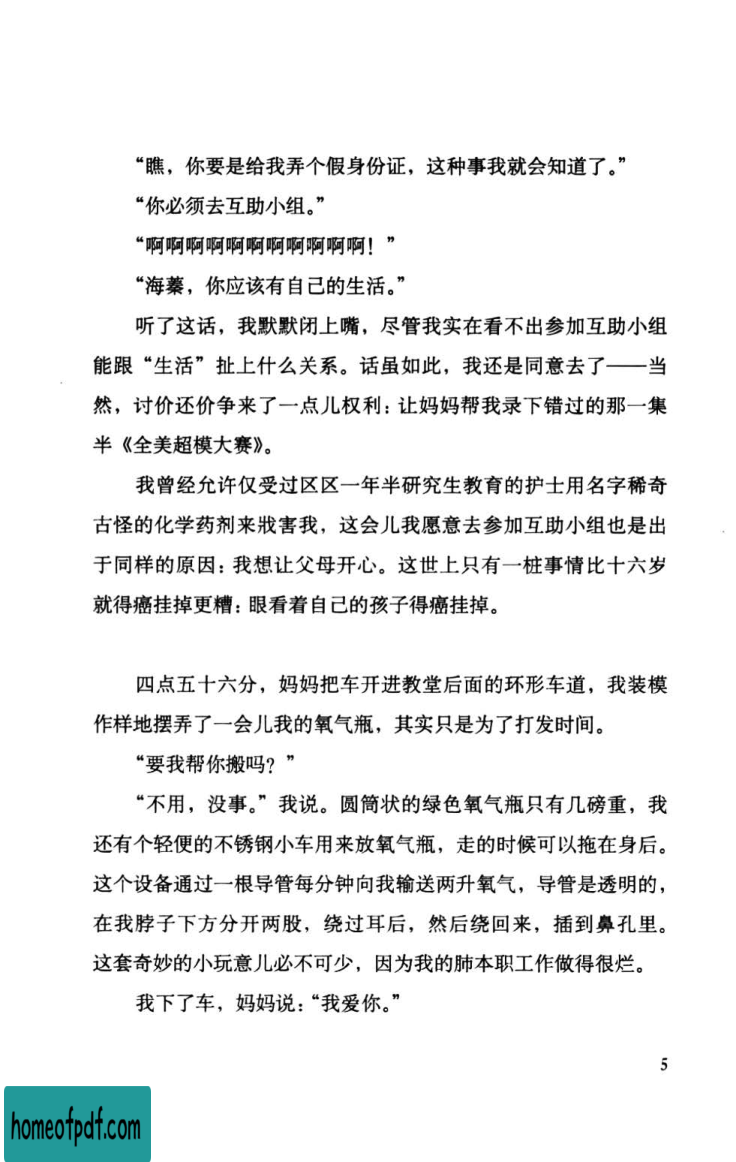 “瞧，你要是给我弄个假身份证，这种事我就会知道了。”
“你必须去互助小组。”
“啊啊啊啊啊啊啊啊啊啊啊！”
“海蓁，你应该有自己的生活。”
听了这话，我默默闭上嘴，尽管我实在看不出参加互助小组
能跟“生活”扯上什么关系。话虽如此，我还是同意去了——当
然，讨价还价争来了一点儿权利：让妈妈帮我录下错过的那一集
半《全美超模大赛》。
我曾经允许仅受过区区一年半研究生教育的护士用名字稀奇
古怪的化学药剂来戕害我，这会儿我愿意去参加互助小组也是出
于同样的原因：我想让父母开心。这世上只有一桩事情比十六岁
就得癌挂掉更糟：眼看着自己的孩子得癌挂掉。
四点五十六分，妈妈把车开进教堂后面的环形车道，我装模
作样地摆弄了一会儿我的氧气瓶，其实只是为了打发时间。
“要我帮你搬吗？”
“不用，没事。”我说。圆筒状的绿色氧气瓶只有几磅重，我
还有个轻便的不锈钢小车用来放氧气瓶，走的时候可以拖在身后。
这个设备通过一根导管每分钟向我输送两升氧气，导管是透明的，
在我脖子下方分开两股，绕过耳后，然后绕回来，插到鼻孔里。
这套奇妙的小玩意儿必不可少，因为我的肺本职工作做得很烂。
我下了车，妈妈说：“我爱你。”
5
homeofpdf.com